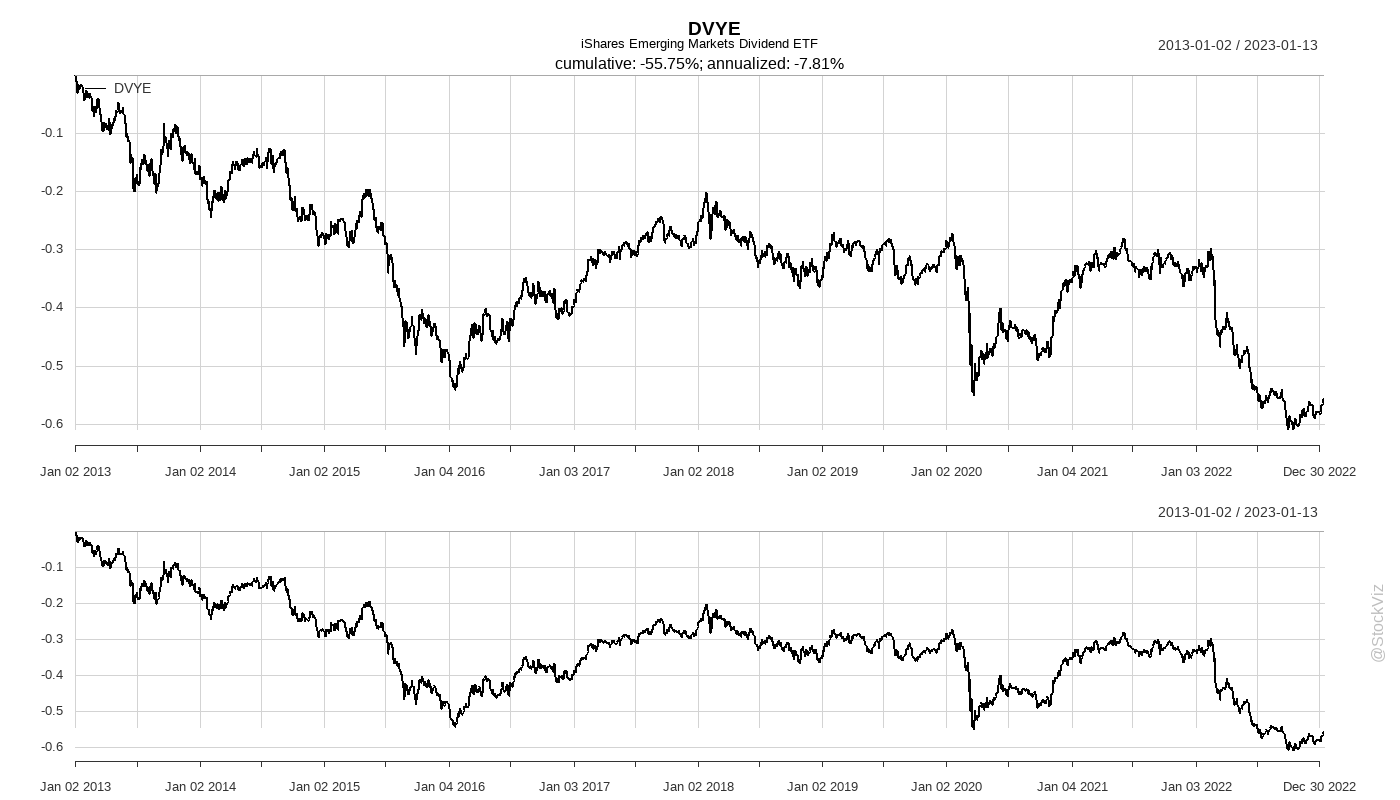 DVYE
iShares Emerging Markets Dividend ETF
cumulative: -55.75%; annualized: -7.81%
2013-01-02 / 2023-01-13
DVYE
-0.1
-0.2
-0.3
-0.4
-0.5
-0.6
Jan 02 2013 Jan 02 2014 Jan 02 2015 Jan 04 2016 Jan 03 2017 Jan 02 2018 Jan 02 2019 Jan 02 2020 Jan 04 2021 Jan 03 2022 Dec 30 2022
2013-01-02 / 2023-01-13
-0.1
-0.2
-0.3
-0.4
-0.5
-0.6
Jan 02 2013 Jan 02 2014 Jan 02 2015 Jan 04 2016 Jan 03 2017 Jan 02 2018 Jan 02 2019 Jan 02 2020 Jan 04 2021 Jan 03 2022 Dec 30 2022
@StockViz